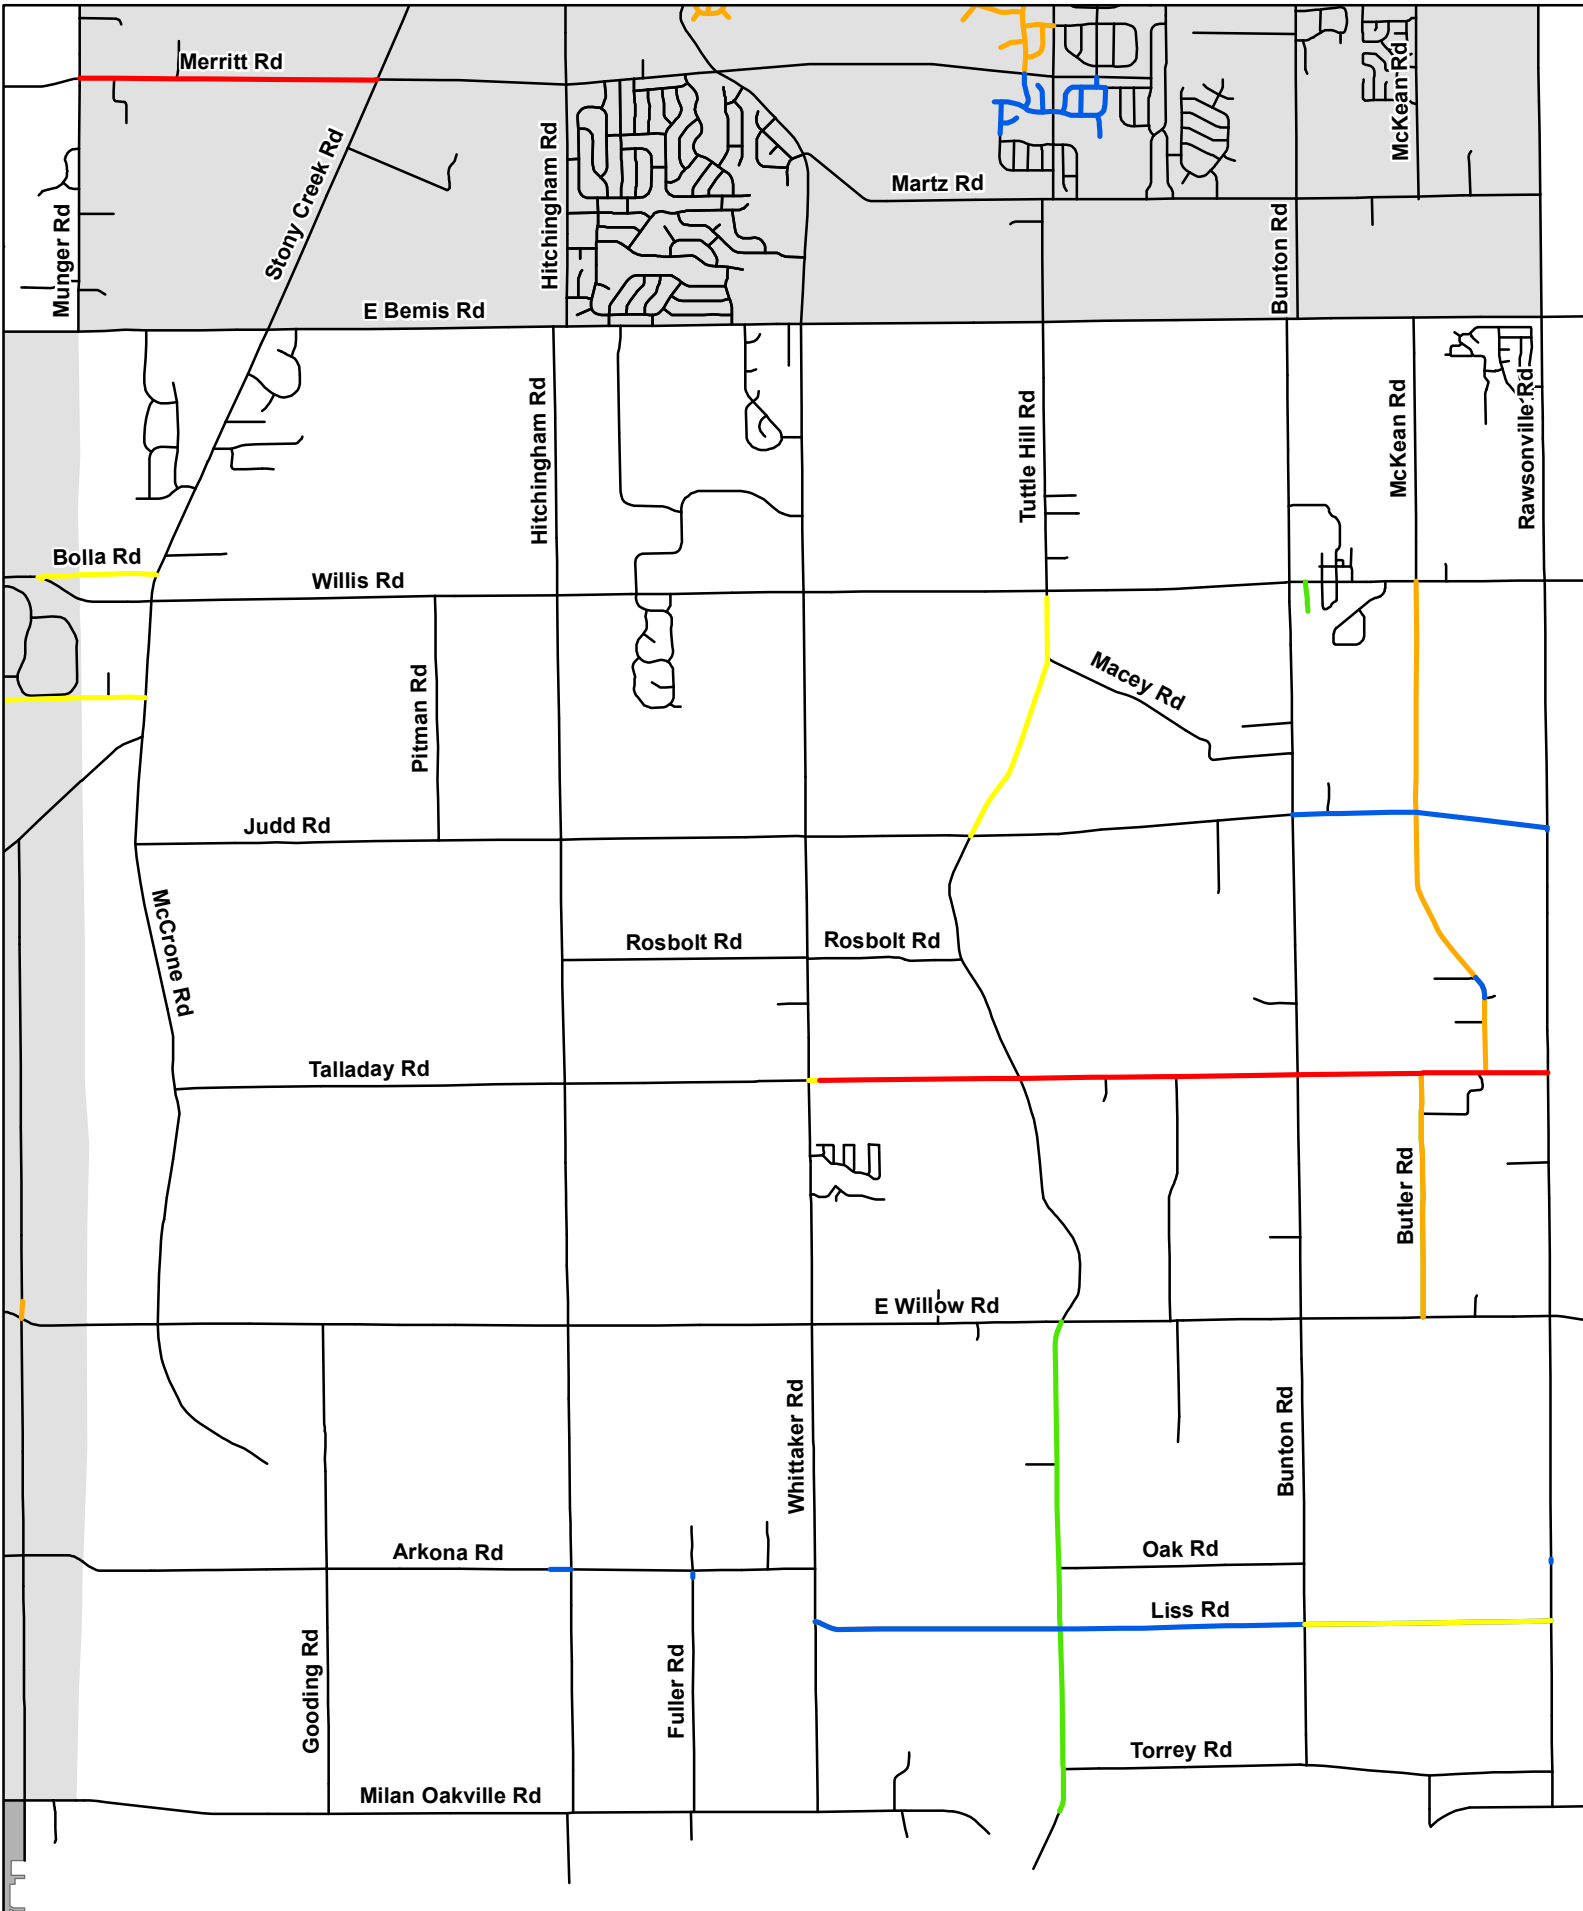 Merritt Rd
McKean Rd
Stony Creek Rd
Hitchingham Rd
Martz Rd
Munger Rd
Bunton Rd
E Bemis Rd
Hitchingham Rd
Tuttle Hill Rd
McKean Rd
Rawsonville Rd
Bolla Rd
Willis Rd
Pitman Rd
Macey Rd
Judd Rd
McCrone Rd
Rosbolt Rd
Rosbolt Rd
Talladay Rd
Butler Rd
E Willow Rd
Whittaker Rd
Bunton Rd
Arkona Rd
Oak Rd
Liss Rd
Gooding Rd
Fuller Rd
Torrey Rd
Milan Oakville Rd